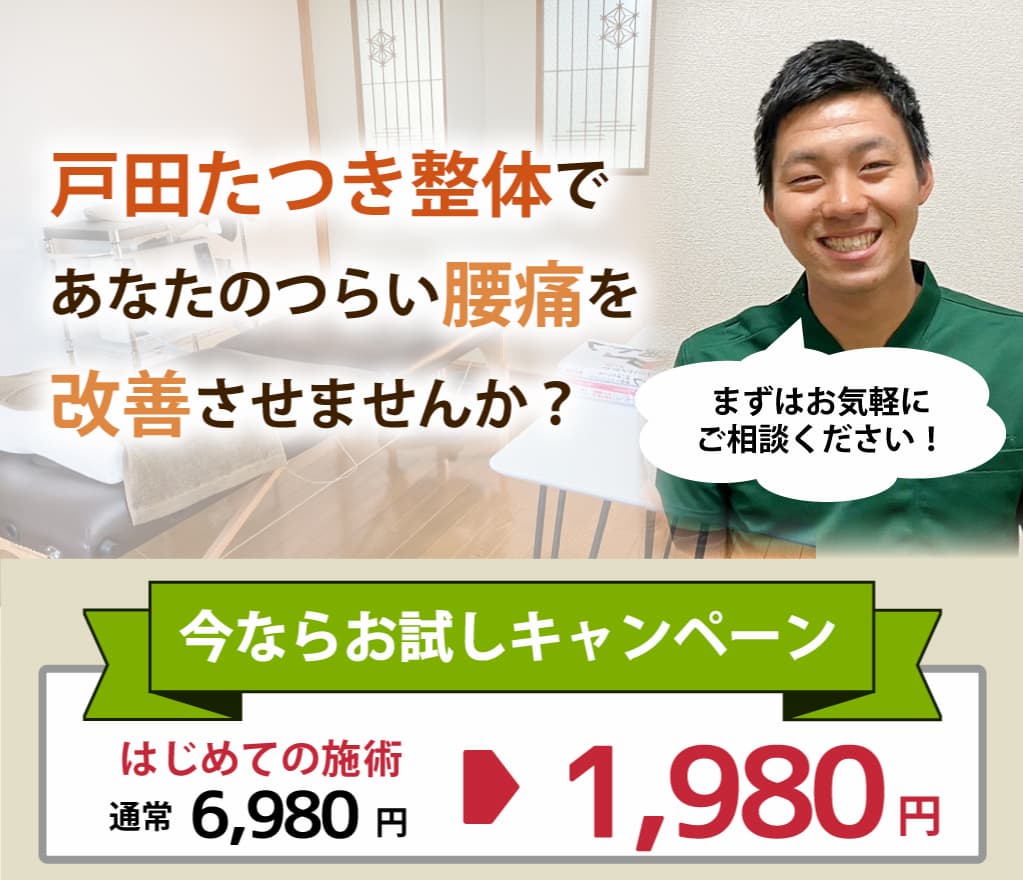 戸田たつき整体で
あなたのつらい腰痛を
改善させませんか？
まずはお気軽に
ご相談ください！
今ならお試しキャンペーン
はじめての施術
通常 6,980 円
1,980円